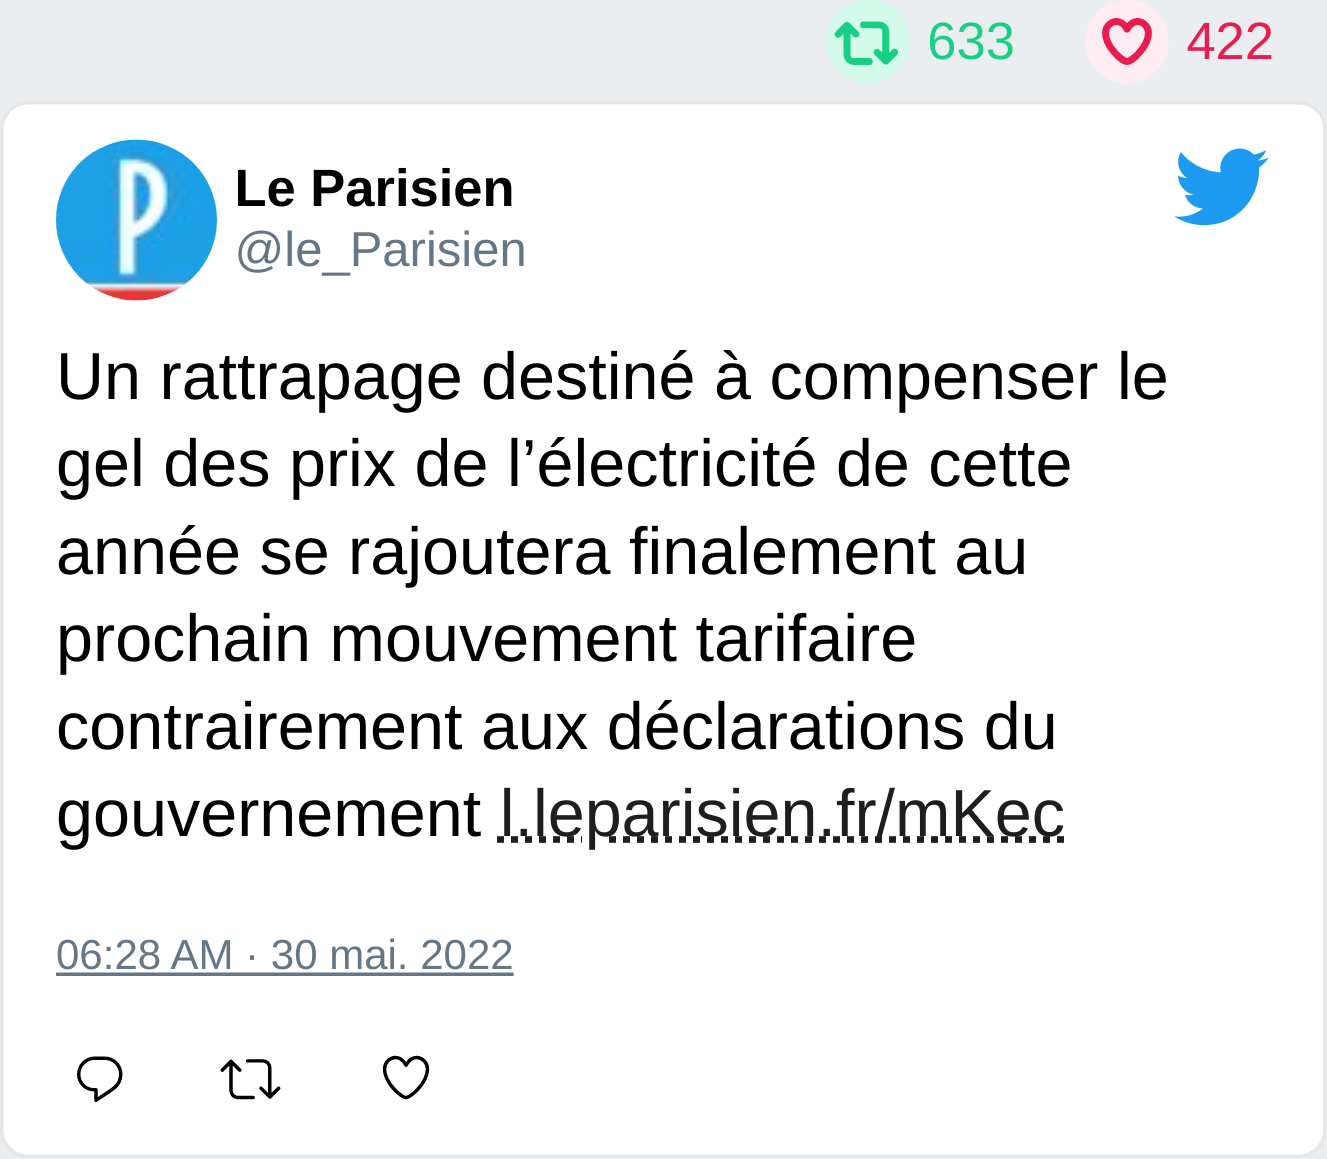 633 422
Le Parisien
@le_Parisien
Un rattrapage destiné à compenser le
gel des prix de l’électricité de cette
année se rajoutera finalement au
prochain mouvement tarifaire
contrairement aux déclarations du
gouvernement l.leparisien.fr/mKec
06:28 AM · 30 mai. 2022